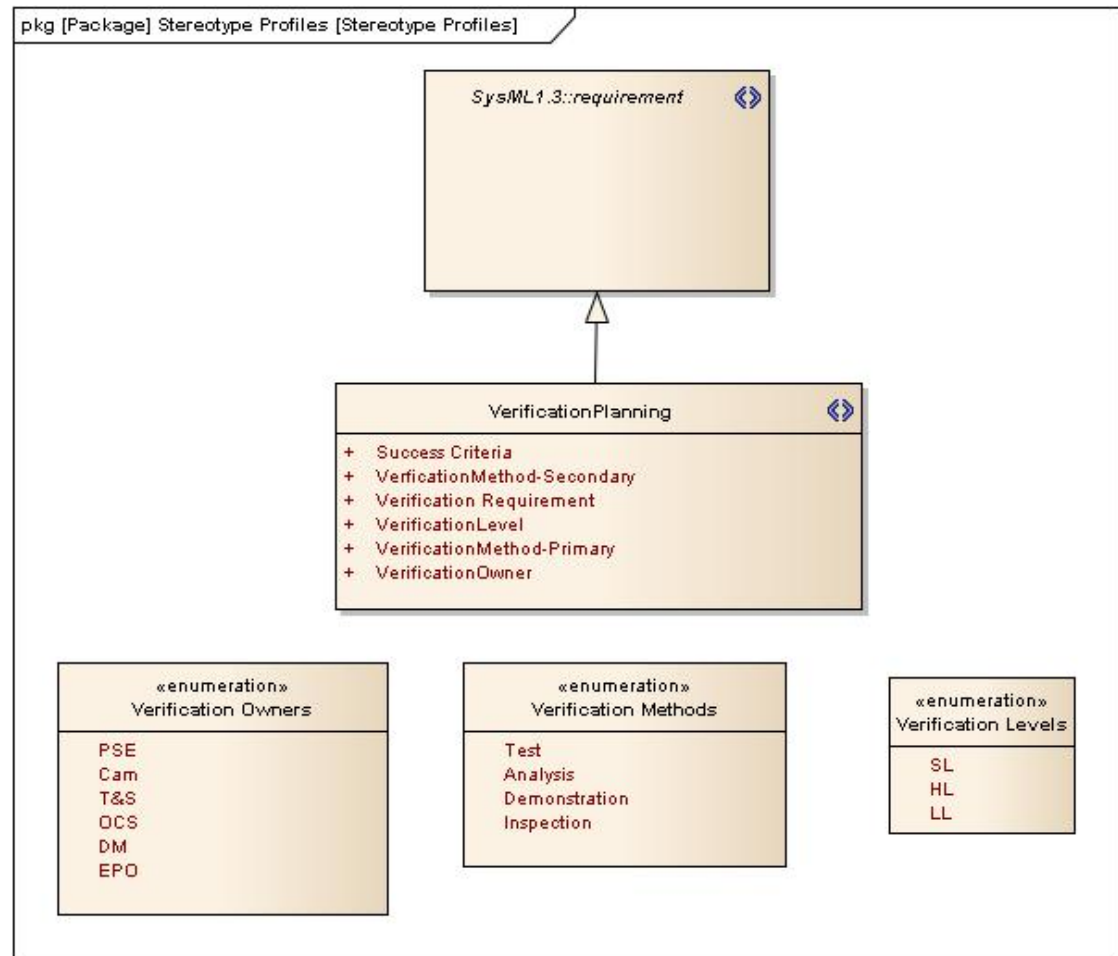 pkg [Package] Stereotype Profiles [Stereotype Profiles]
SysML1.3::requirement
VerificationPlanning
+ Success Criteria
+ VerficationMethod-Secondary
+ Verification Requirement
+ VerificationLevel
+ VerificationMethod-Primary
+ VerificationOwner
«enumeration»
Verification Owners
PSE
Cam
T&S
OCS
DM
EPO
«enumeration»
Verification Methods
Test
Analysis
Demonstration
Inspection
«enumeration»
Verification Levels
SL
HL
LL